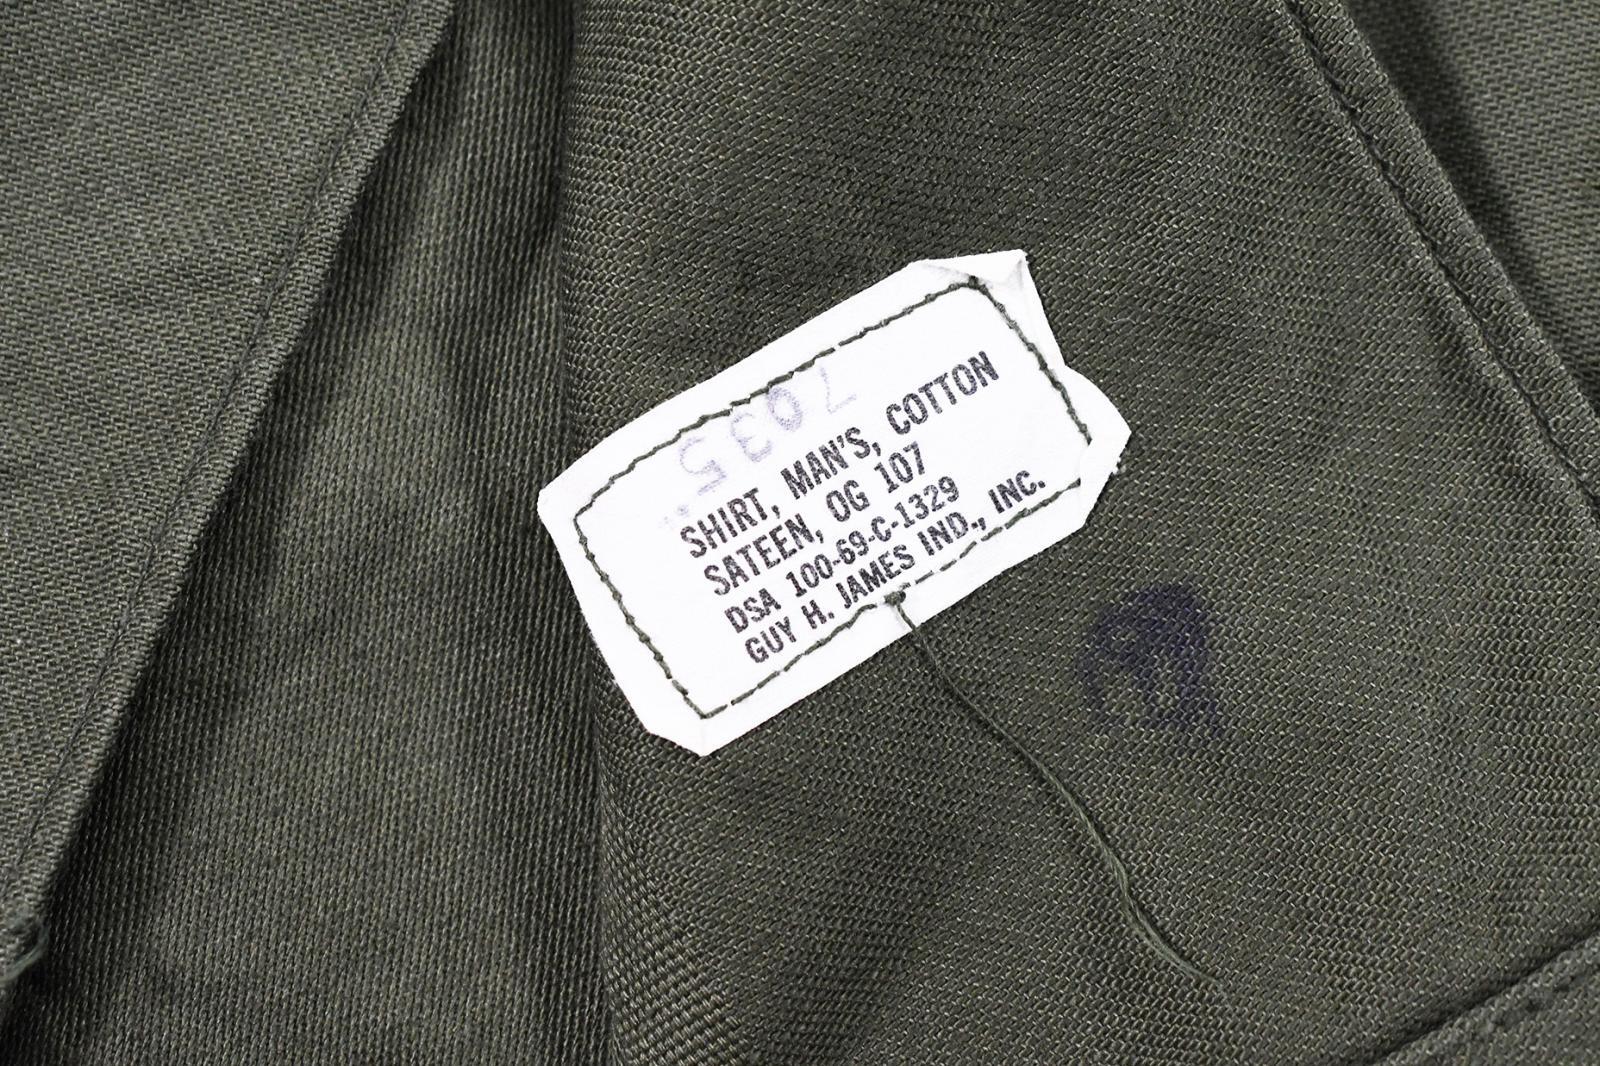 7035
SHIRT, MAN'S, COTTON
SATEEN, OG 107
DSA 100-69-C-1329
GUY H. JAMES IND., INC.